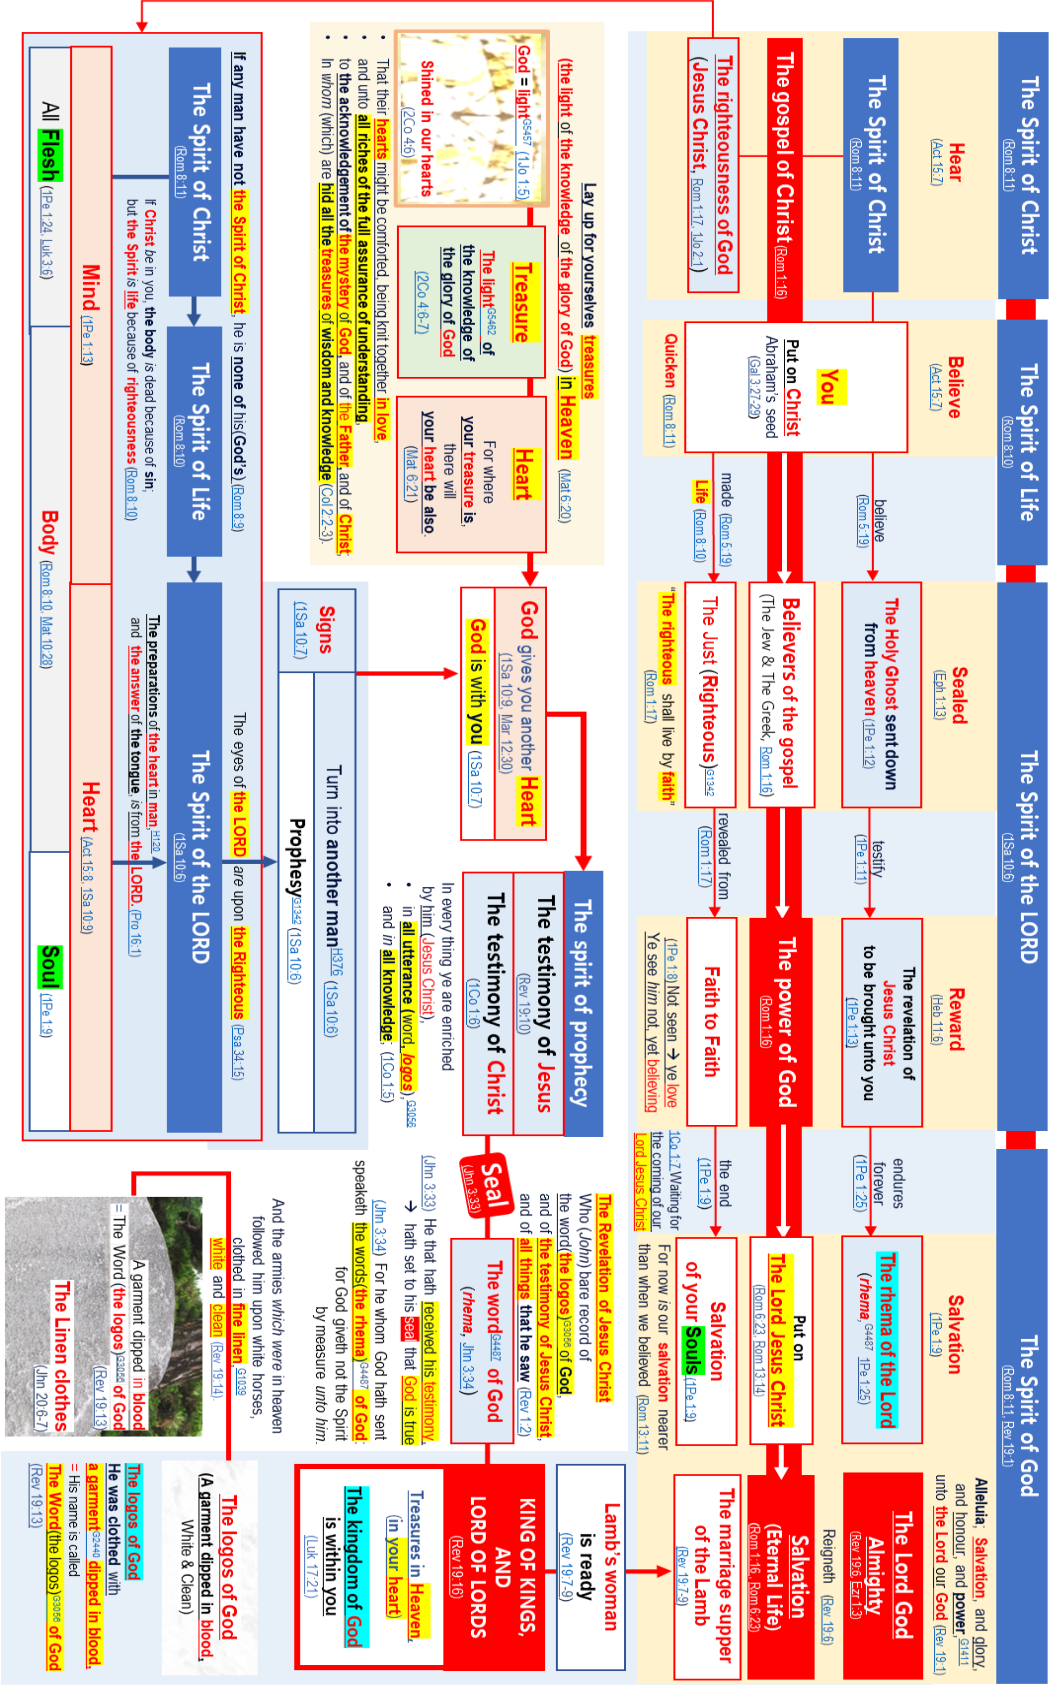 The Spirit of Christ
(Rom 8:11)
The Spirit of Life
(Rom 8:10)
The Spirit of the LORD
(1Sa 10:6)
The Spirit of God
(Rom 8:11, Rev 19:1)
Hear
(Act 15:7)
Believe
(Act 15:7)
Sealed
(Eph 1:13)
Reward
(Heb 11:6)
Salvation
(1Pe 1:9)
Alleluia; Salvation, and glory,
and honour, and power, G1411
unto the Lord our God (Rev 19:1)
The Spirit of Christ
(Rom 8:11)
believe
(Rom 5:19)
The Holy Ghost sent down
from heaven (1Pe 1:12)
testify
(1Pe 1:11)
The revelation of
Jesus Christ
to be brought unto you
(1Pe 1:13)
endures
forever
(1Pe 1:25)
The rhema of the Lord
(rhema, G4487 1Pe 1:25)
The Lord God
Almighty
(Rev 19:6, Ezr 1:3)
Reigneth (Rev 19:6)
The gospel of Christ (Rom 1:16)
You
Put on Christ
Abraham's seed
(Gal 3:27-29)
Believers of the gospel
(The Jew & The Greek, Rom 1:16)
The power of God
(Rom 1:16)
Put on
The Lord Jesus Christ
(Rom 6:23 Rom 13:14)
Salvation
(Eternal Life)
(Rom 1:16, Rom 6:23)
The righteousness of God
(Jesus Christ, Rom 1:17, 1Jo 2:1)
Quicken (Rom 8:11)
made (Rom 5:19)
Life (Rom 8:10)
The Just (Righteous)G1342
"The righteous shall live by faith"
(Rom 1:17)
revealed from
(Rom 1:17)
Faith to Faith
(1Pe 1:8) Not seen → ye love
Ye see him not, yet believing
the end
(1Pe 1:9)
1Co 1:7 Waiting for
the coming of our
Lord Jesus Christ
Salvation
of your Souls (1Pe 1:9)
For now is our salvation nearer
than when we believed (Rom 13:11)
The marriage supper
of the Lamb
(Rev 19:7-9)
Lay up for yourselves treasures
(the light of the knowledge of the glory of God) in Heaven (Mat 6:20)
God = lightG5457 (1Jo 1:5)
Shined in our hearts
(2Co 4:6)
Treasure
The lightG5462 of
the knowledge of
the glory of God
(2Co 4:6-7)
Heart
For where
your treasure is,
there will
your heart be also.
(Mat 6:21)
• That their hearts might be comforted, being knit together in love,
and unto all riches of the full assurance of understanding,
• to the acknowledgement of the mystery of God, and of the Father, and of Christ;
• In whom (which) are hid all the treasures of wisdom and knowledge (Col 2:2-3).
God gives you another Heart
(1Sa 10:9, Mar 12:30)
God is with you (1Sa 10:7)
Signs
(1Sa 10:7)
Turn into another manH376 (1Sa 10:6)
ProphesyG1342 (1Sa 10:6)
The spirit of prophecy
The testimony of Jesus
(Rev 19:10)
The testimony of Christ
(1Co 1:6)
In every thing ye are enriched
by him (Jesus Christ),
• in all utterance (word, logos), G3056
• and in all knowledge; (1Co 1:5)
Seal
(Jhn 3:33)
The Revelation of Jesus Christ
Who (John) bare record of
the word(the logos)G3056 of God,
and of the testimony of Jesus Christ,
and of all things that he saw (Rev 1:2)
The wordG4487 of God
(rhema, Jhn 3:34)
(Jhn 3:33) He that hath received his testimony
→ hath set to his seal that God is true
(Jhn 3:34) For he whom God hath sent
speaketh the words(the rhema)G4487 of God:
for God giveth not the Spirit
by measure unto him.
Lamb's woman
is ready
(Rev 19:7-9)
KING OF KINGS,
AND
LORD OF LORDS
(Rev 19:16)
Treasures in Heaven,
(in your heart)
The kingdom of God
is within you
(Luk 17:21)
If any man have not the Spirit of Christ, he is none of his(God's) (Rom 8:9)
The eyes of the LORD are upon the Righteous (Psa 34:15)
The Spirit of Christ
(Rom 8:11)
The Spirit of Life
(Rom 8:10)
The Spirit of the LORD
(1Sa 10:6)
If Christ be in you, the body is dead because of sin;
but the Spirit is life because of righteousness (Rom 8:10)
The preparations of the heart in man, H120
and the answer of the tongue, is from the LORD. (Pro 16:1)
Mind (1Pe 1:13)
Heart (Act 15:8, 1Sa 10:9)
All Flesh (1Pe 1:24, Luk 3:6)
Body (Rom 8:10, Mat 10:28)
Soul (1Pe 1:9)
And the armies which were in heaven
followed him upon white horses,
clothed in fine linen, G1039
white and clean (Rev 19:14).
A garment dipped in blood
= The Word (the logos)G3056 of God
(Rev 19:13)
The Linen clothes
(Jhn 20:6-7)
The logos of God
(A garment dipped in blood,
White & Clean)
The logos of God
He was clothed with
a garmentG2440 dipped in blood,
= His name is called
The Word(the logos)G3056 of God
(Rev 19:13)